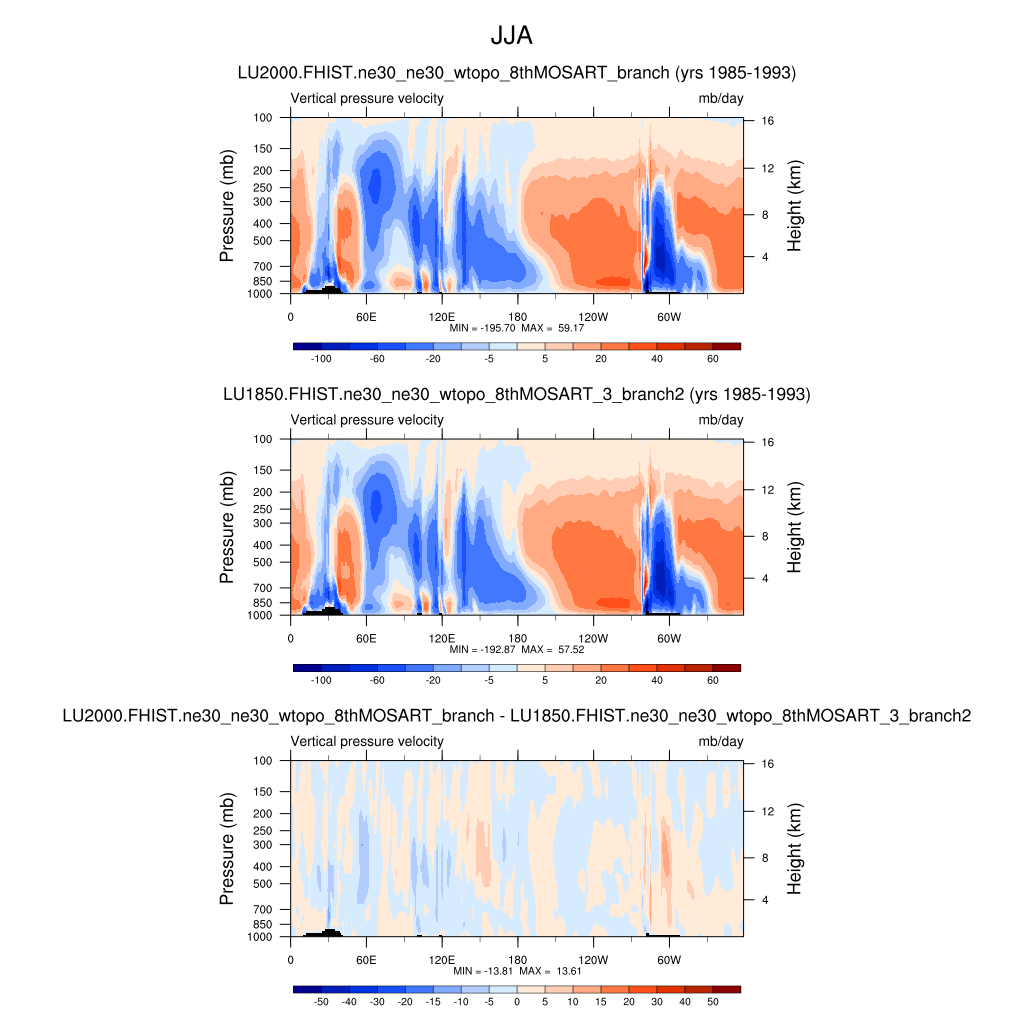 JJA
LU2000.FHIST.ne30_ne30_wtopo_8thMOSART_branch (yrs 1985-1993)
Vertical pressure velocity mb/day
Pressure (mb)
100
150
200
250
300
400
500
700
850
1000
16
12
8
4
Height (km)
0 60E 120E 180 120W 60W
MIN = -195.70 MAX = 59.17
-100 -60 -20 -5 5 20 40 60
LU1850.FHIST.ne30_ne30_wtopo_8thMOSART_3_branch2 (yrs 1985-1993)
Vertical pressure velocity mb/day
Pressure (mb)
100
150
200
250
300
400
500
700
850
1000
16
12
8
4
Height (km)
0 60E 120E 180 120W 60W
MIN = -192.87 MAX = 57.52
-100 -60 -20 -5 5 20 40 60
LU2000.FHIST.ne30_ne30_wtopo_8thMOSART_branch - LU1850.FHIST.ne30_ne30_wtopo_8thMOSART_3_branch2
Vertical pressure velocity mb/day
Pressure (mb)
100
150
200
250
300
400
500
700
850
1000
16
12
8
4
Height (km)
0 60E 120E 180 120W 60W
MIN = -13.81 MAX = 13.61
-50 -40 -30 -20 -15 -10 -5 0 5 10 15 20 30 40 50